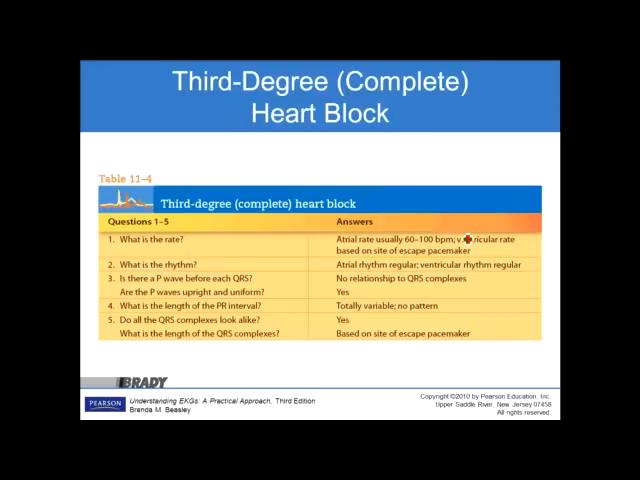 Third-Degree (Complete)
Heart Block
Table 11–4
Third-degree (complete) heart block
Questions 1–5 Answers
1. What is the rate? Atrial rate usually 60–100 bpm; ventricular rate
based on site of escape pacemaker
2. What is the rhythm? Atrial rhythm regular; ventricular rhythm regular
3. Is there a P wave before each QRS? No relationship to QRS complexes
Are the P waves upright and uniform? Yes
4. What is the length of the PR interval? Totally variable; no pattern
5. Do all the QRS complexes look alike? Yes
What is the length of the QRS complexes? Based on site of escape pacemaker
BRADY
PEARSON
Understanding EKGs: A Practical Approach, Third Edition
Brenda M. Beasley
Copyright ©2010 by Pearson Education, Inc.
Upper Saddle River, New Jersey 07458
All rights reserved.